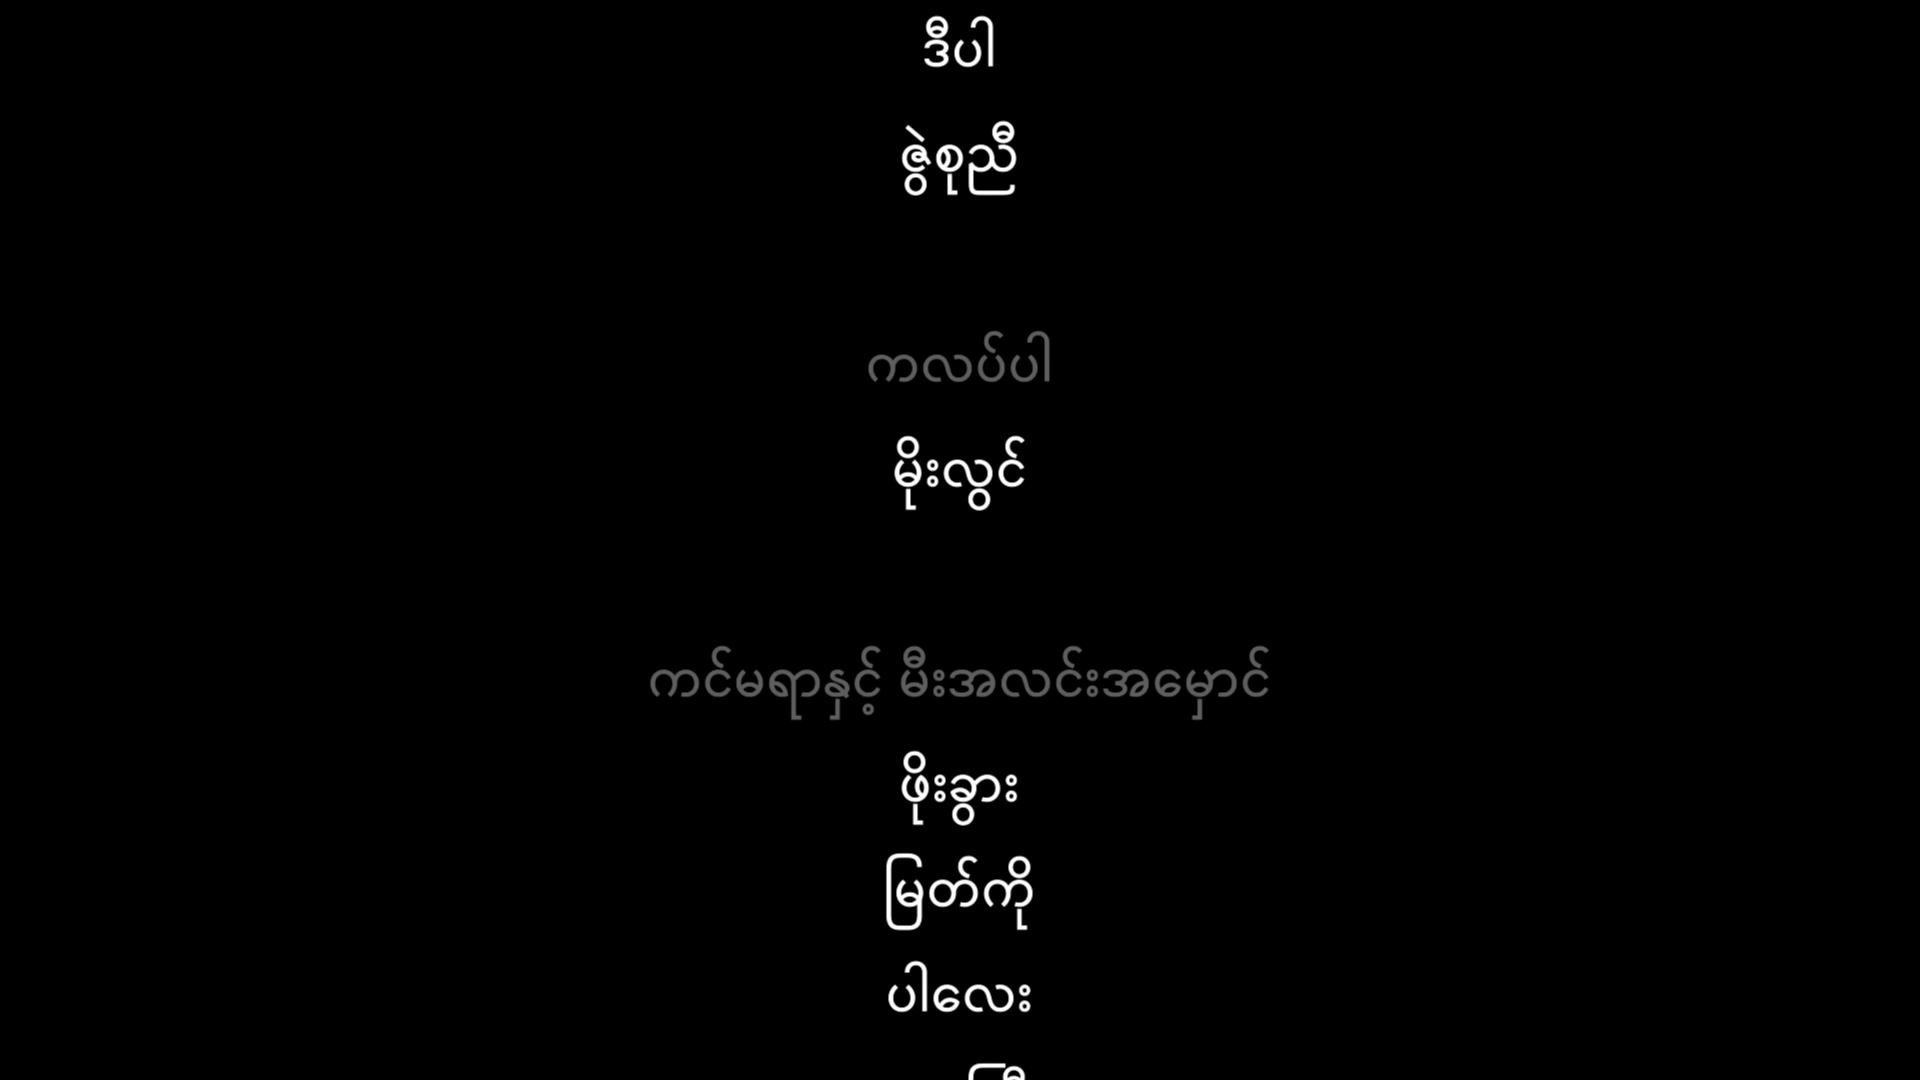 ဒီပါ
ဇွဲစုညီ
ကလပ်ပါ
မိုးလွင်
ကင်မရာနှင့် မီးအလင်းအမှောင်
ဖိုးခွား
မြတ်ကို
ပါလေး